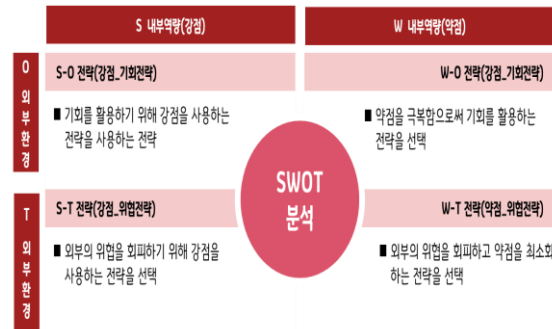 S 내부역량(강점)
W 내부역량(약점)
O 외부환경
S-O 전략(강점_기회전략)
■ 기회를 활용하기 위해 강점을 사용하는
전략을 사용하는 전략
W-O 전략(강점_기회전략)
■ 약점을 극복함으로써 기회를 활용하는
전략을 선택
SWOT
분석
T 외부환경
S-T 전략(강점_위협전략)
■ 외부의 위협을 회피하기 위해 강점을
사용하는 전략을 선택
W-T 전략(약점_위협전략)
■ 외부의 위협을 회피하고 약점을 최소화
하는 전략을 선택